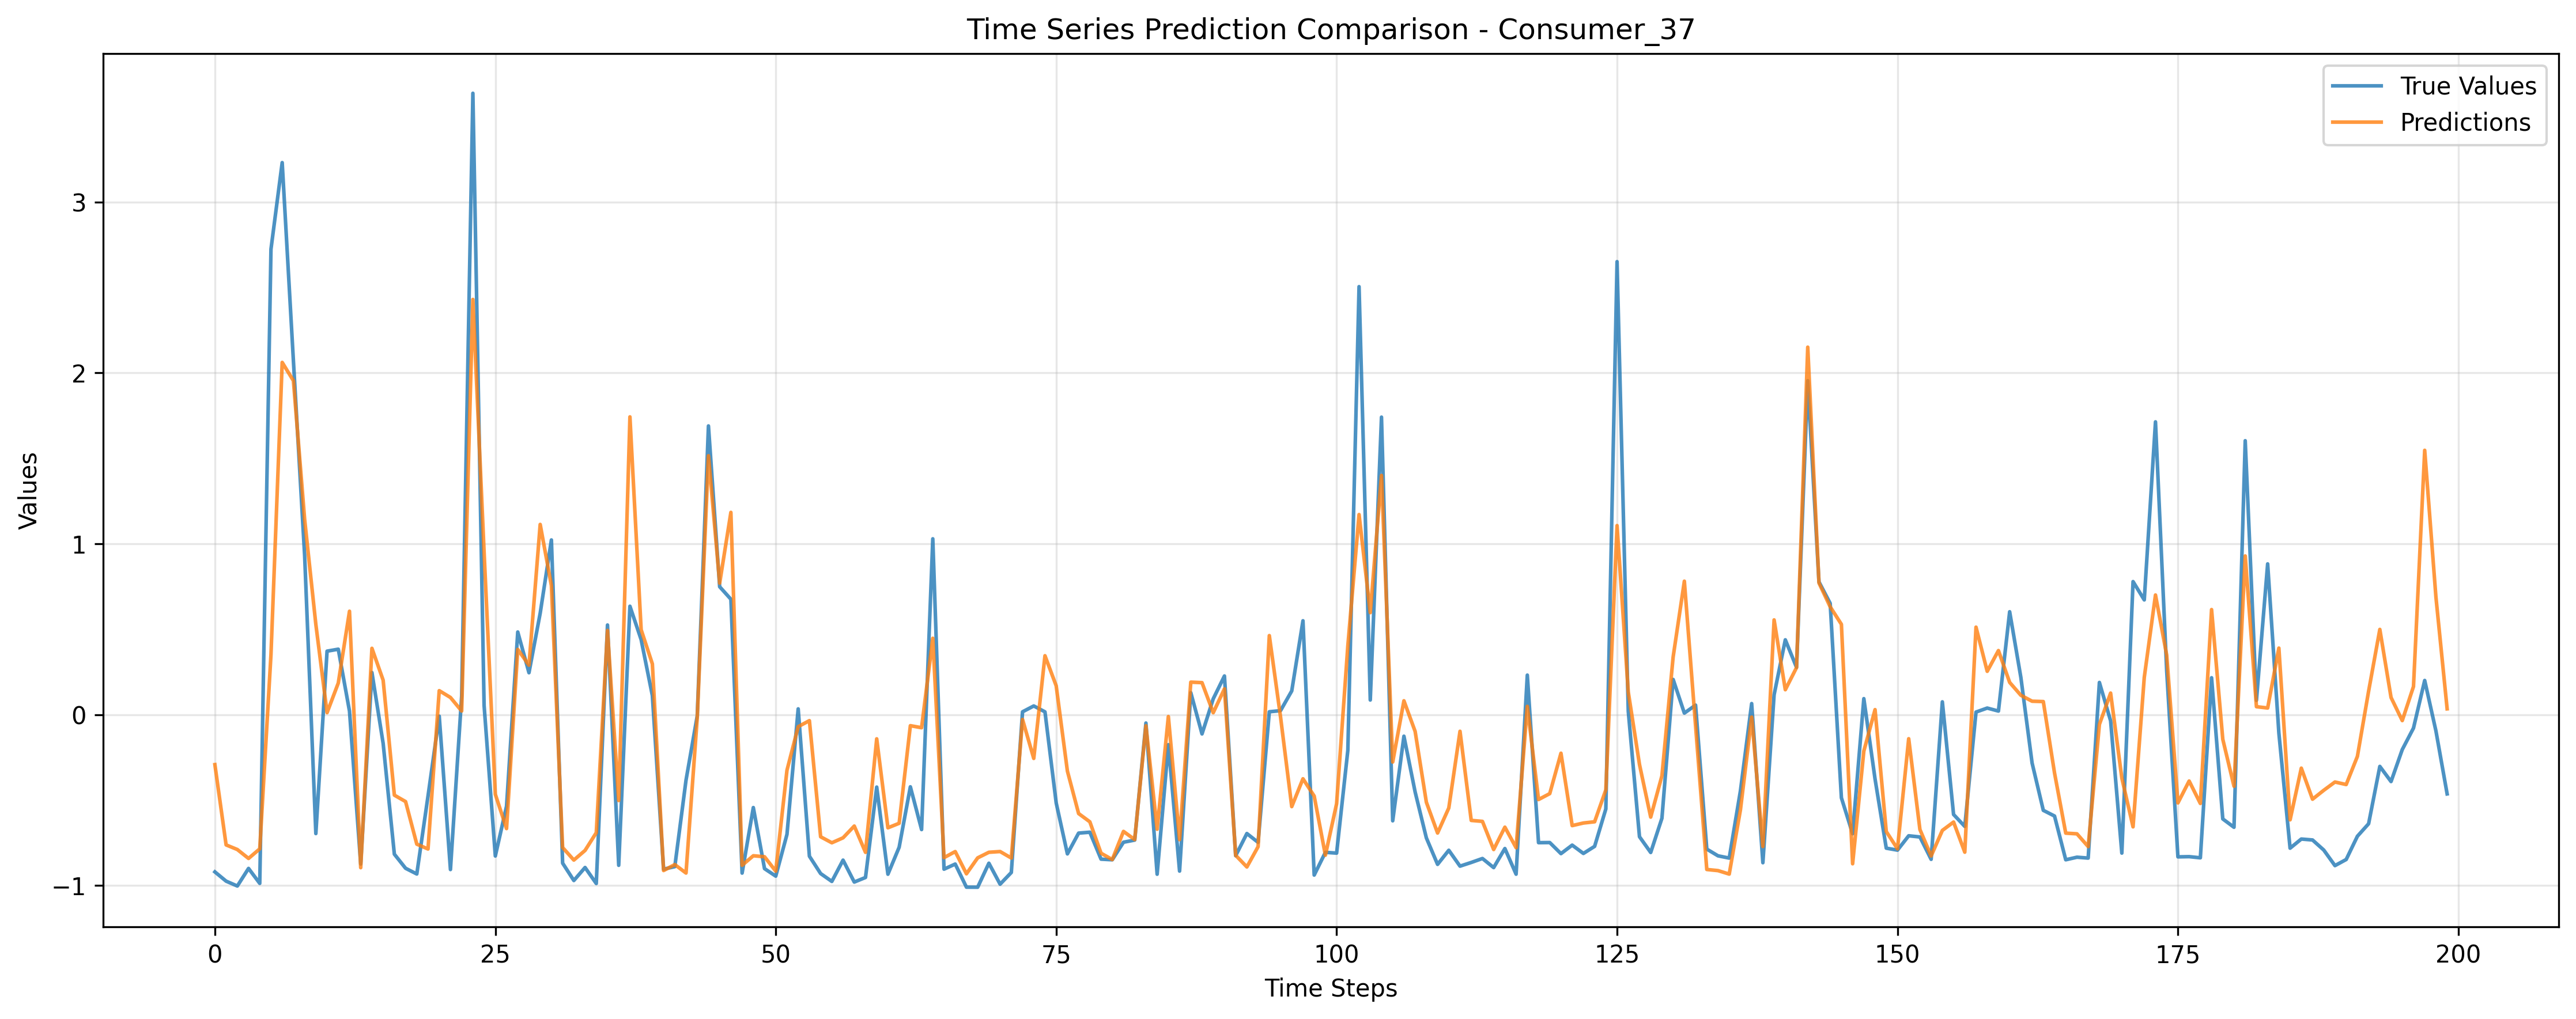 Time Series Prediction Comparison - Consumer_37
True Values
Predictions
Values
3
2
1
0
−1
0 25 50 75 100 125 150 175 200
Time Steps